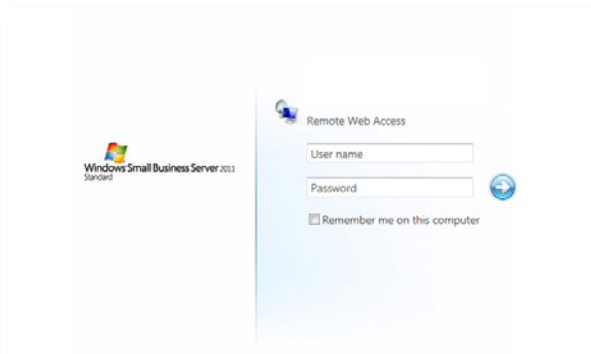 Windows Small Business Server 2011
Standard
Remote Web Access
User name
Password
Remember me on this computer